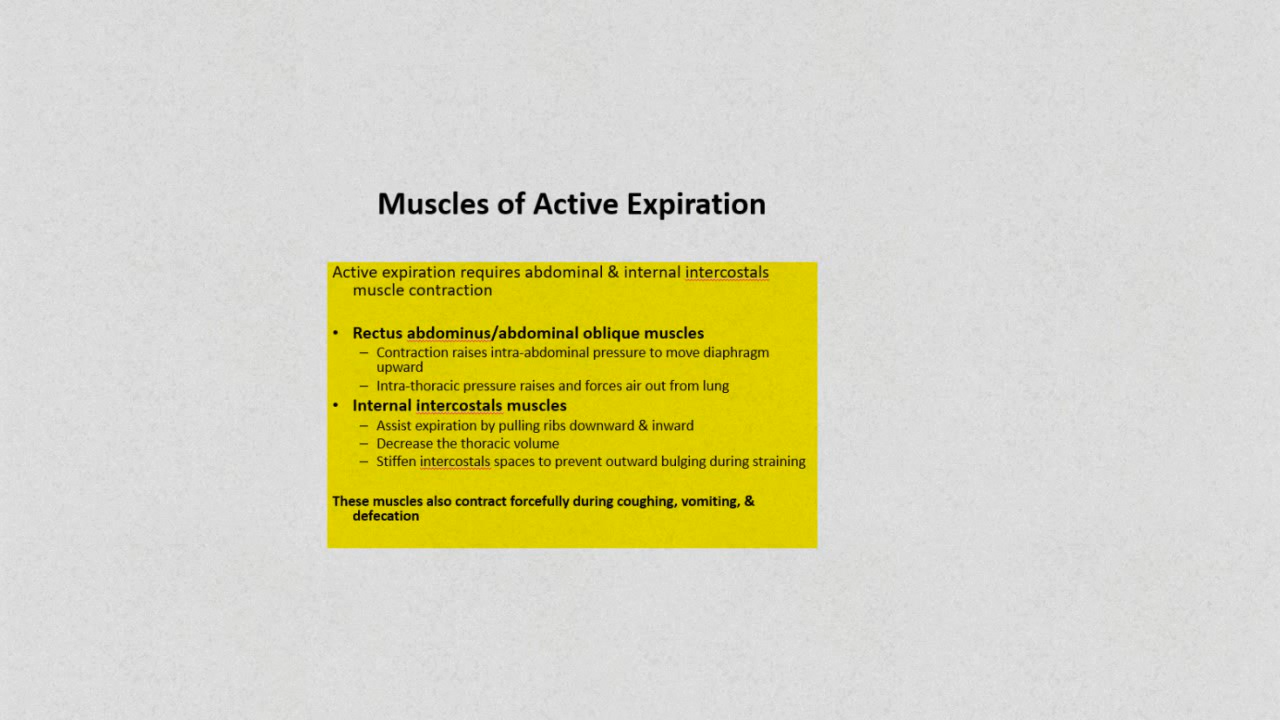 Muscles of Active Expiration
Active expiration requires abdominal & internal intercostals
muscle contraction
• Rectus abdominus/abdominal oblique muscles
– Contraction raises intra-abdominal pressure to move diaphragm
upward
– Intra-thoracic pressure raises and forces air out from lung
• Internal intercostals muscles
– Assist expiration by pulling ribs downward & inward
– Decrease the thoracic volume
– Stiffen intercostals spaces to prevent outward bulging during straining
These muscles also contract forcefully during coughing, vomiting, &
defecation